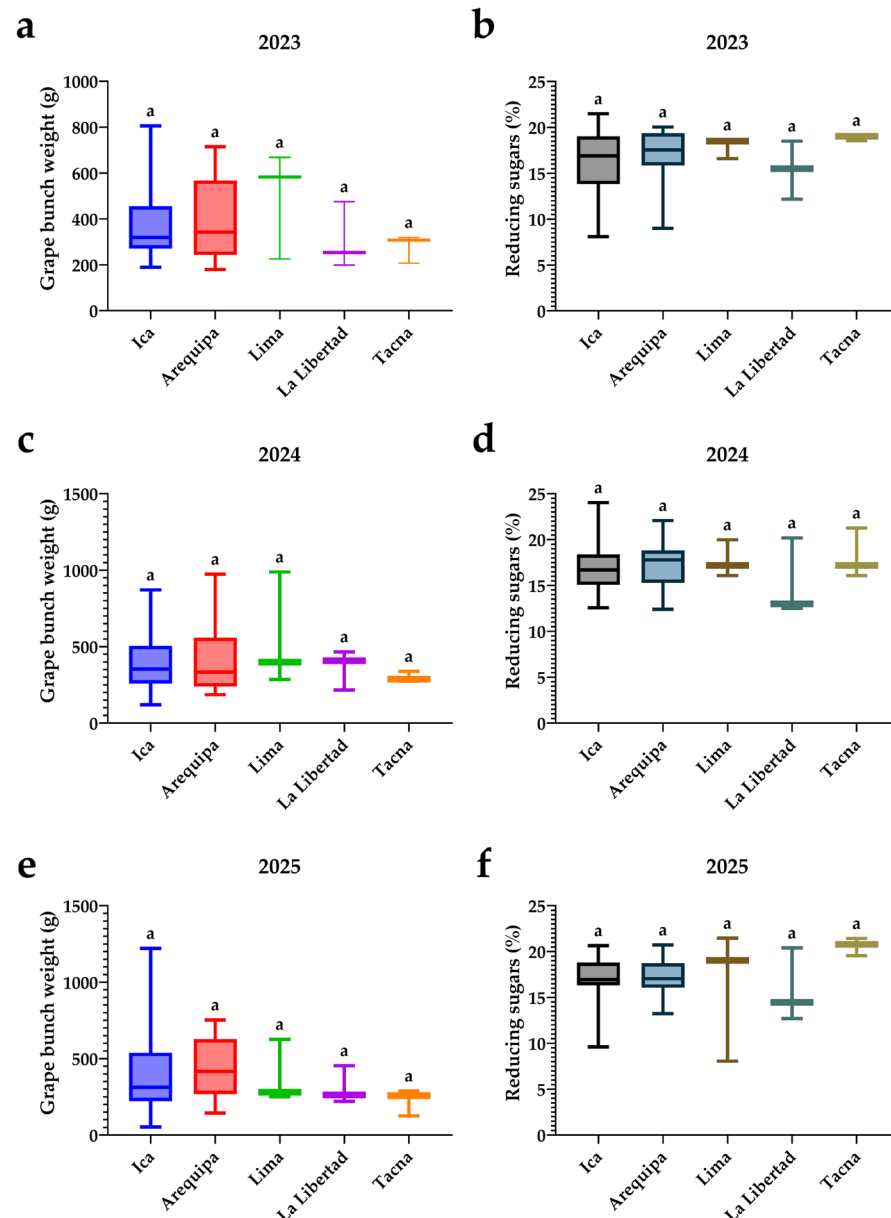 a
2023
Grape bunch weight (g)
1000
800
600
400
200
0
a
a
a
a
a
Ica
Arequipa
Lima
La Libertad
Tacna
b
2023
Reducing sugars (%)
25
20
15
10
5
0
a
a
a
a
a
Ica
Arequipa
Lima
La Libertad
Tacna
c
2024
Grape bunch weight (g)
1500
1000
500
0
a
a
a
a
a
Ica
Arequipa
Lima
La Libertad
Tacna
d
2024
Reducing sugars (%)
25
20
15
10
5
0
a
a
a
a
a
Ica
Arequipa
Lima
La Libertad
Tacna
e
2025
Grape bunch weight (g)
1500
1000
500
0
a
a
a
a
a
Ica
Arequipa
Lima
La Libertad
Tacna
f
2025
Reducing sugars (%)
25
20
15
10
5
0
a
a
a
a
a
Ica
Arequipa
Lima
La Libertad
Tacna